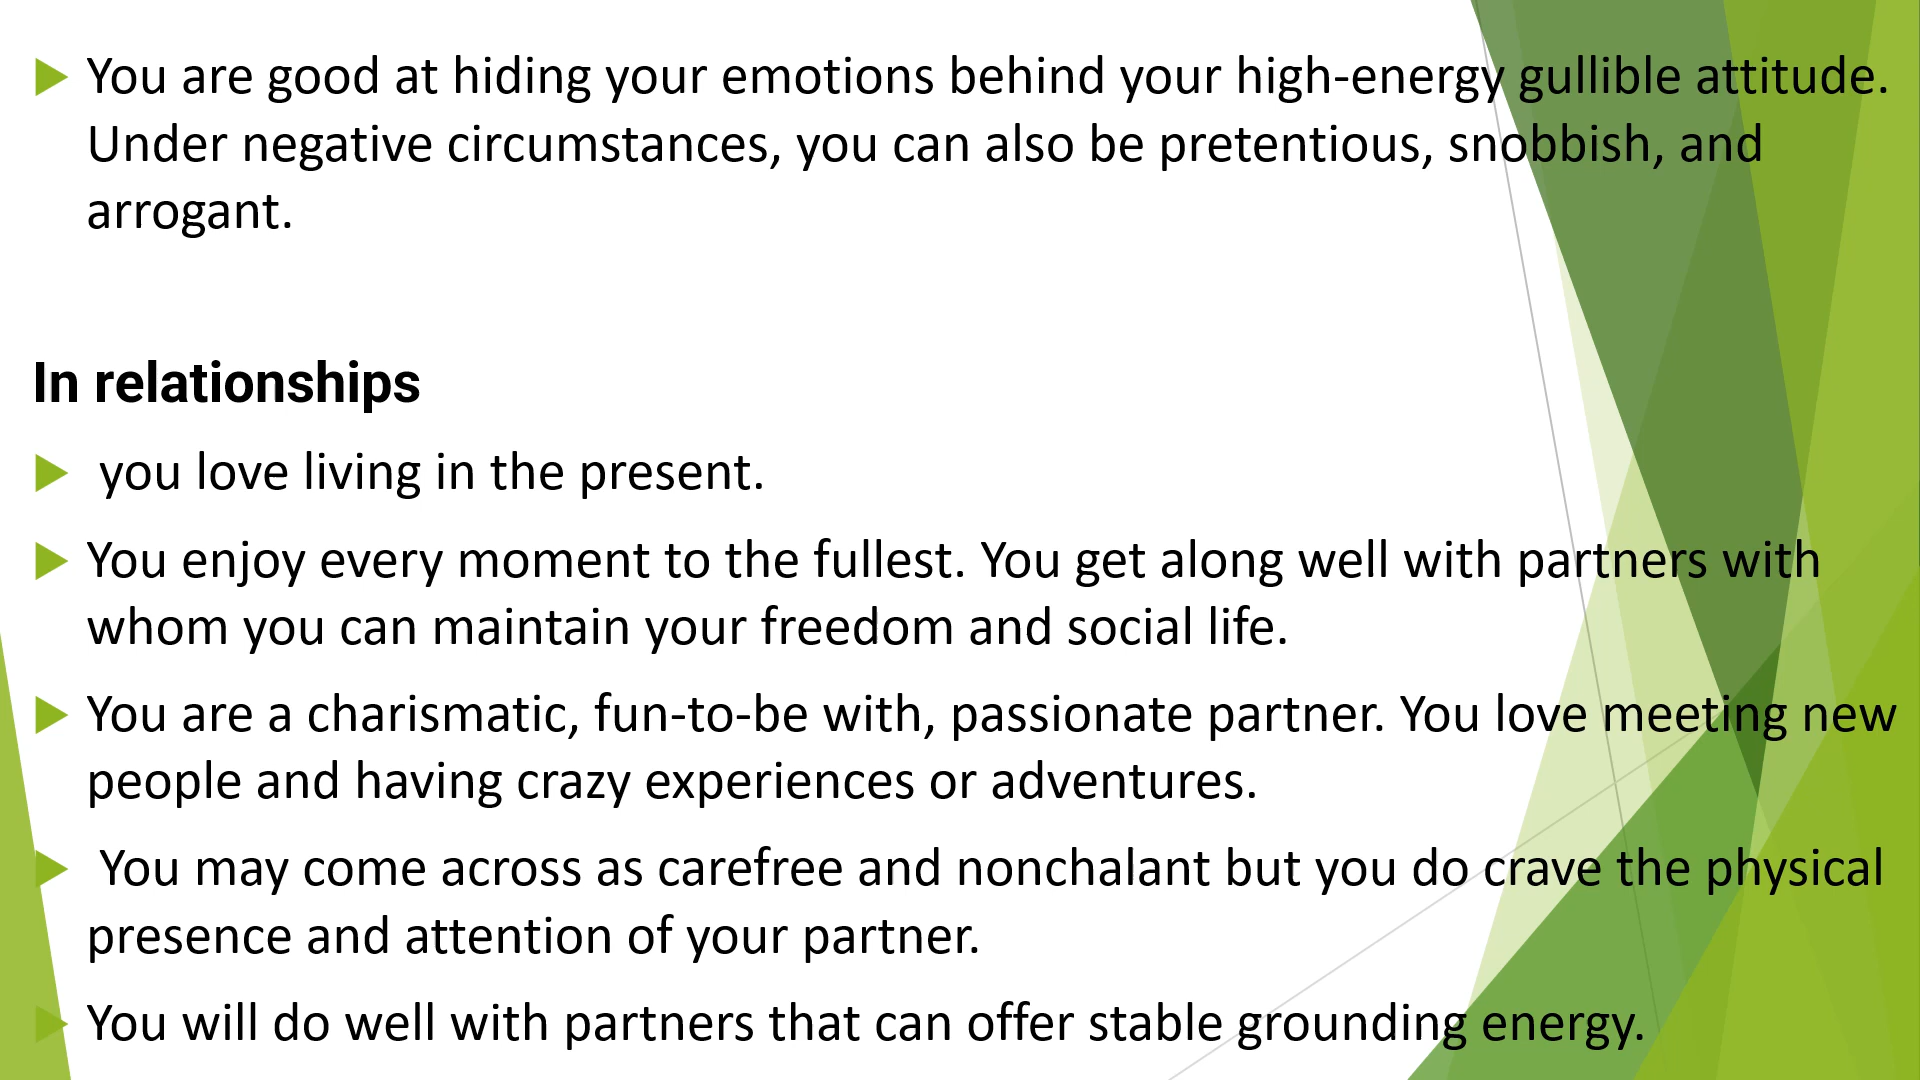 You are good at hiding your emotions behind your high-energy gullible attitude.
Under negative circumstances, you can also be pretentious, snobbish, and
arrogant.
In relationships
you love living in the present.
You enjoy every moment to the fullest. You get along well with partners with
whom you can maintain your freedom and social life.
You are a charismatic, fun-to-be with, passionate partner. You love meeting new
people and having crazy experiences or adventures.
You may come across as carefree and nonchalant but you do crave the physical
presence and attention of your partner.
You will do well with partners that can offer stable grounding energy.